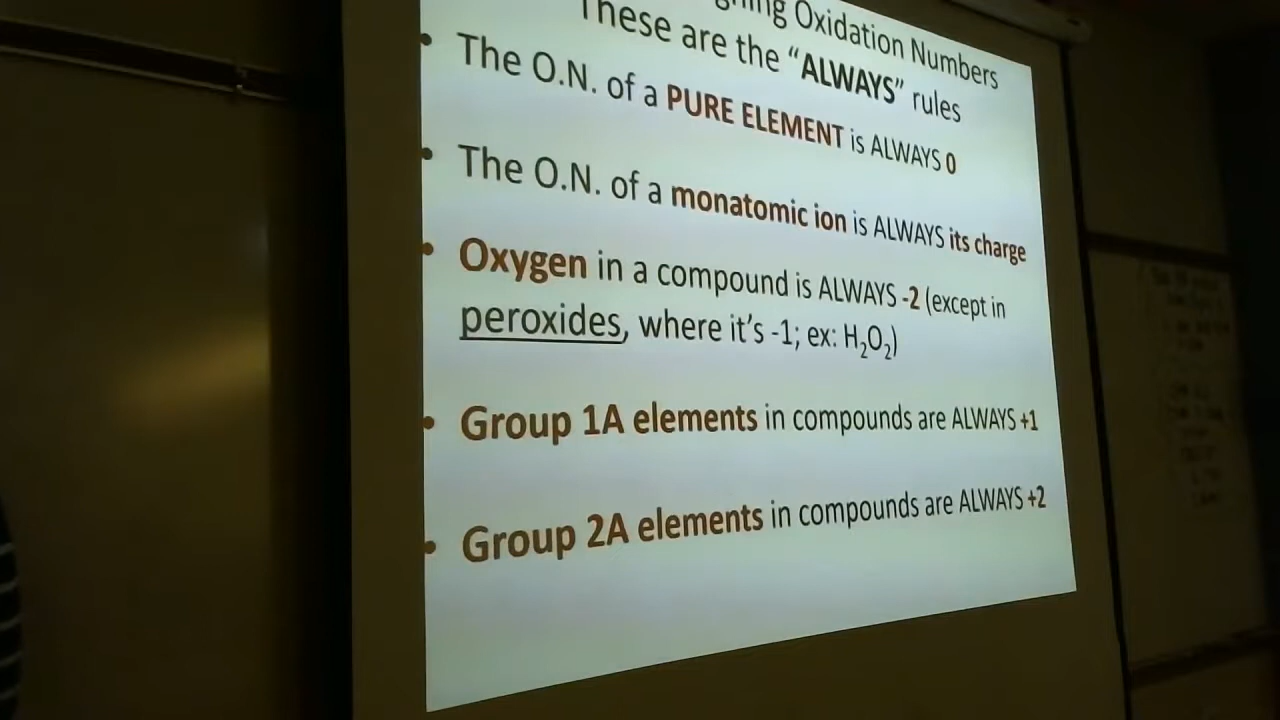 Oxidation Numbers
These are the “ALWAYS” rules
• The O.N. of a PURE ELEMENT is ALWAYS 0
• The O.N. of a monatomic ion is ALWAYS its charge
• Oxygen in a compound is ALWAYS -2 (except in
peroxides, where it’s -1; ex: H₂O₂)
• Group 1A elements in compounds are ALWAYS +1
• Group 2A elements in compounds are ALWAYS +2